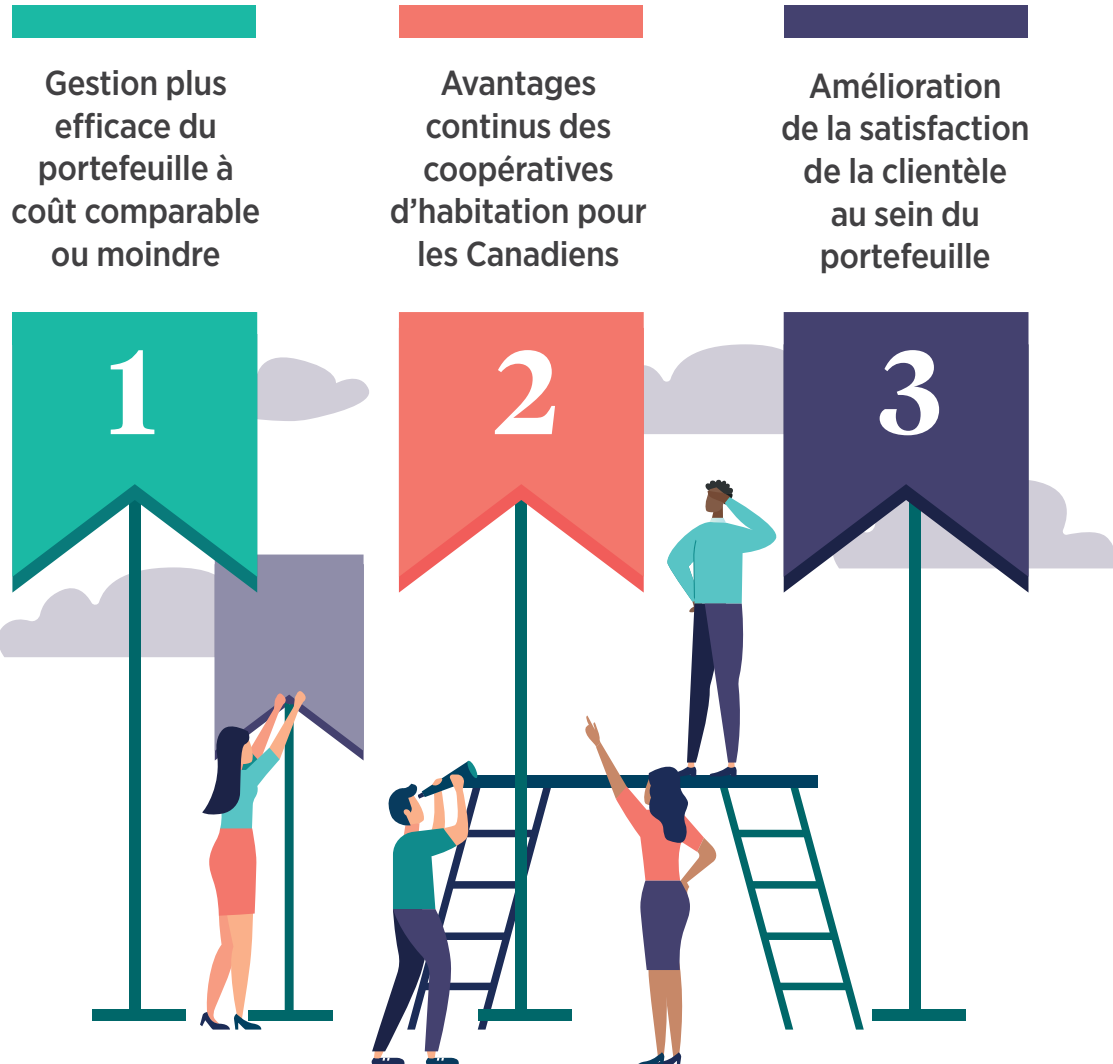 Gestion plus
efficace du
portefeuille à
coût comparable
ou moindre
Avantages
continus des
coopératives
d’habitation pour
les Canadiens
Amélioration
de la satisfaction
de la clientèle
au sein du
portefeuille
1
2
3